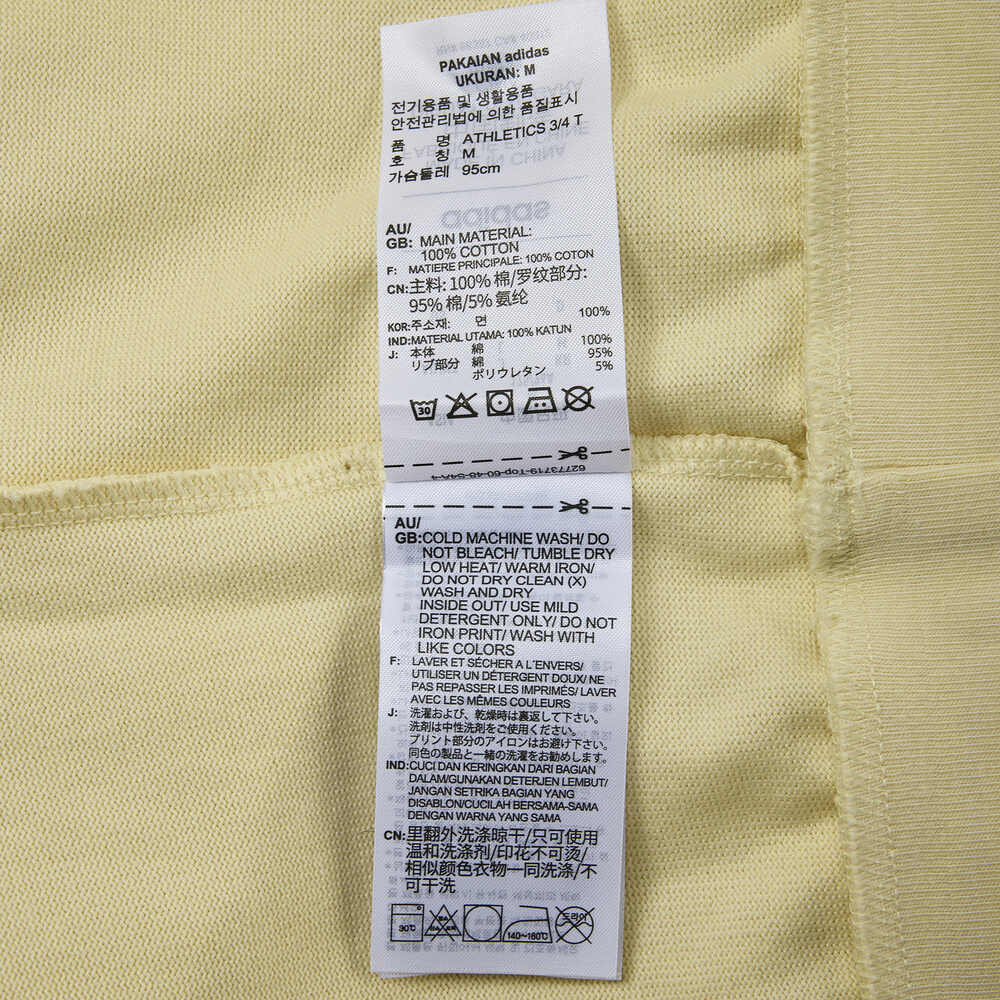 PAKAIAN adidas
UKURAN: M
전기용품 및 생활용품
안전관리법에 의한 품질표시
품 명 ATHLETICS 3/4 T
호 칭 M
가슴둘레 95cm
AU/
GB: MAIN MATERIAL:
100% COTTON
F: MATIERE PRINCIPALE: 100% COTON
CN:主料: 100% 棉/罗纹部分:
95% 棉/5% 氨纶
KOR:주소재: 면 100%
IND:MATERIAL UTAMA: 100% KATUN
J: 本体 綿 100%
リブ部分 綿 95%
ポリウレタン 5%
30
62773719-Top-60-48-S4A-4
AU/
GB:COLD MACHINE WASH/ DO
NOT BLEACH/ TUMBLE DRY
LOW HEAT/ WARM IRON/
DO NOT DRY CLEAN (X)
WASH AND DRY
INSIDE OUT/ USE MILD
DETERGENT ONLY/ DO NOT
IRON PRINT/ WASH WITH
LIKE COLORS
F: LAVER ET SÉCHER A L'ENVERS/
UTILISER UN DÉTERGENT DOUX/ NE
PAS REPASSER LES IMPRIMÉS/ LAVER
AVEC LES MÊMES COULEURS
J: 洗濯および、乾燥時は裏返して下さい。
洗剤は中性洗剤をご使用ください。
プリント部分のアイロンはお避け下さい。
同色の製品と一緒の洗濯をお勧めします。
IND:CUCI DAN KERINGKAN DARI BAGIAN
DALAM/GUNAKAN DETERJEN LEMBUT/
JANGAN SETRIKA BAGIAN YANG
DISABLON/CUCILAH BERSAMA-SAMA
DENGAN WARNA YANG SAMA
CN:里翻外洗涤晾干/只可使用
温和洗涤剂/印花不可烫/
相似颜色衣物一同洗涤/不
可干洗
30℃ 140~160℃ 드라이